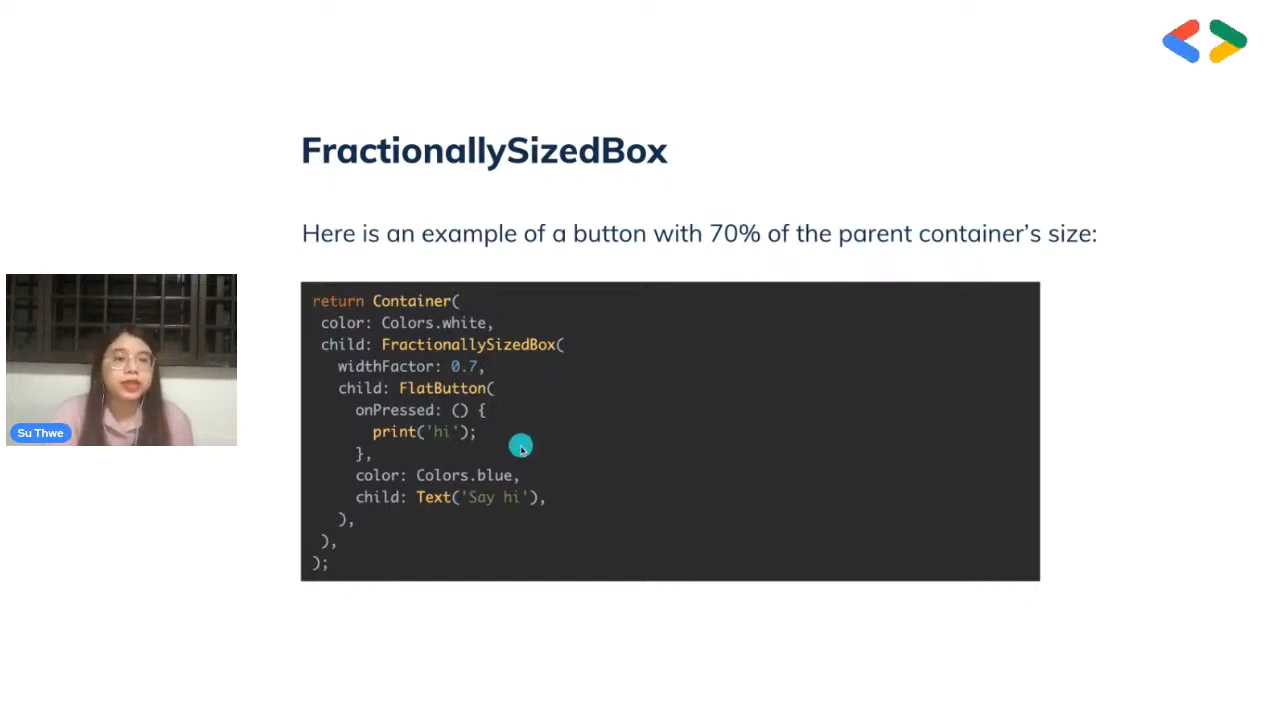 FractionallySizedBox
Here is an example of a button with 70% of the parent container’s size:
return Container(
color: Colors.white,
child: FractionallySizedBox(
widthFactor: 0.7,
child: FlatButton(
onPressed: () {
print('hi');
},
color: Colors.blue,
child: Text('Say hi'),
),
),
);
Su Thwe